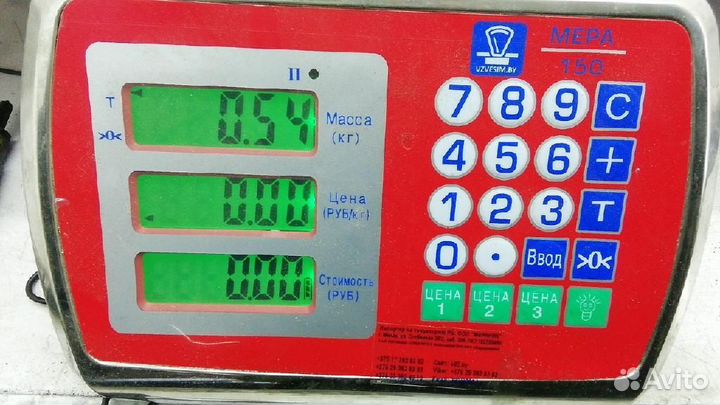 VZVESIM.BY
МЕРА
150
П
Т
>0<
0.54
Масса
(кг)
0.00
Цена
(РУБ/кг)
0.00
Стоимость
(РУБ)
7 8 9 C
4 5 6 +
1 2 3 T
0 . Ввод >0<
ЦЕНА 1
ЦЕНА 2
ЦЕНА 3
Avito